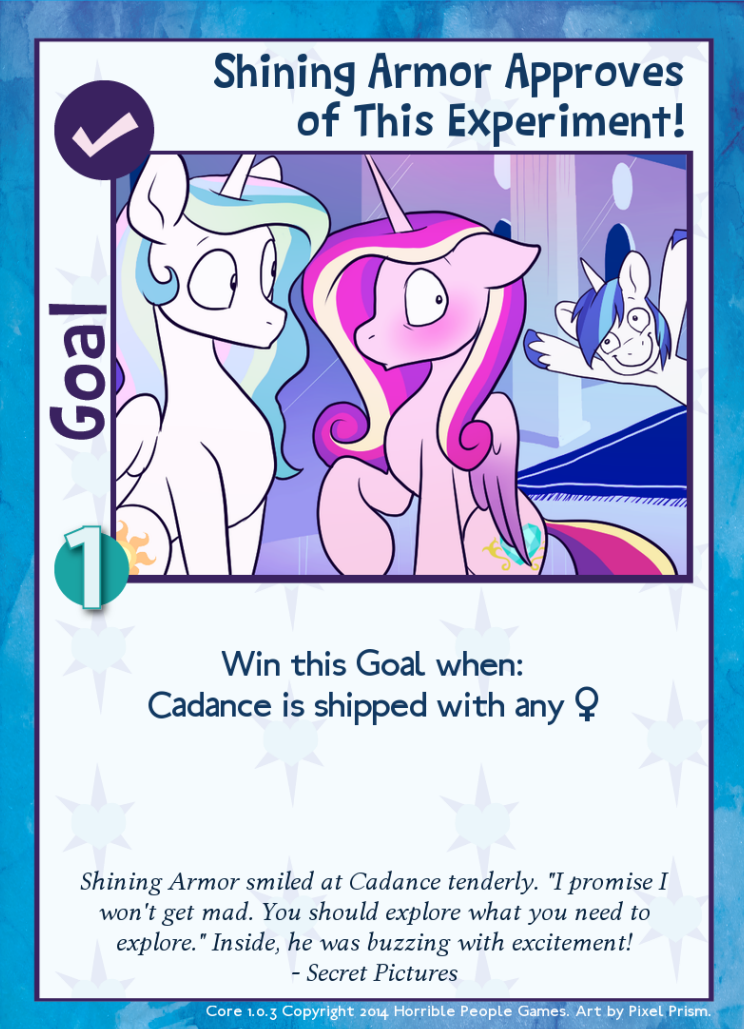 Shining Armor Approves
of This Experiment!
Goal
1
Win this Goal when:
Cadance is shipped with any ♀
Shining Armor smiled at Cadance tenderly. "I promise I
won't get mad. You should explore what you need to
explore." Inside, he was buzzing with excitement!
- Secret Pictures
Core 1.0.3 Copyright 2014 Horrible People Games. Art by Pixel Prism.